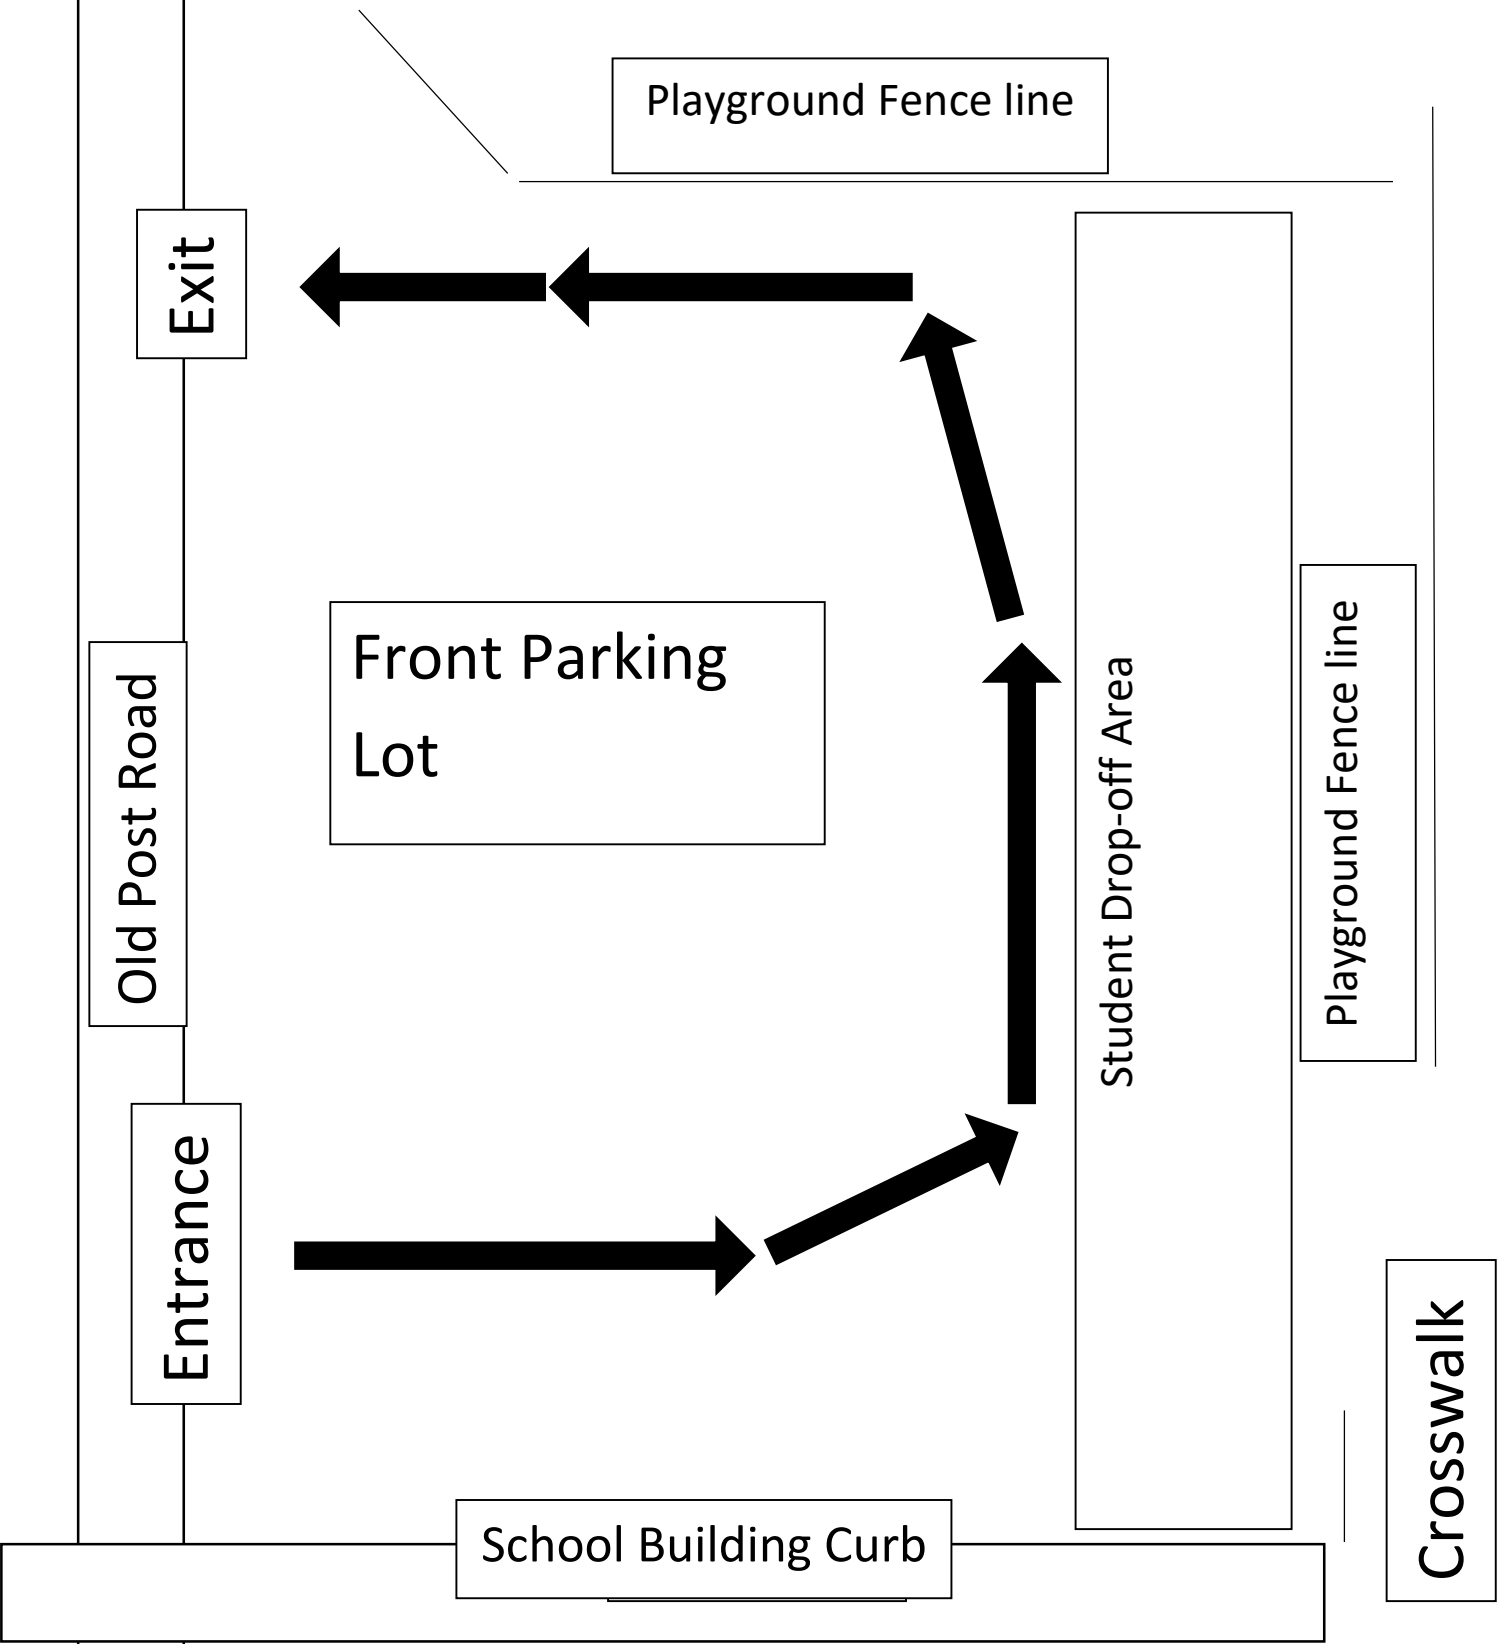 Playground Fence line
Exit
Front Parking
Lot
Old Post Road
Student Drop-off Area
Playground Fence line
Entrance
Crosswalk
School Building Curb